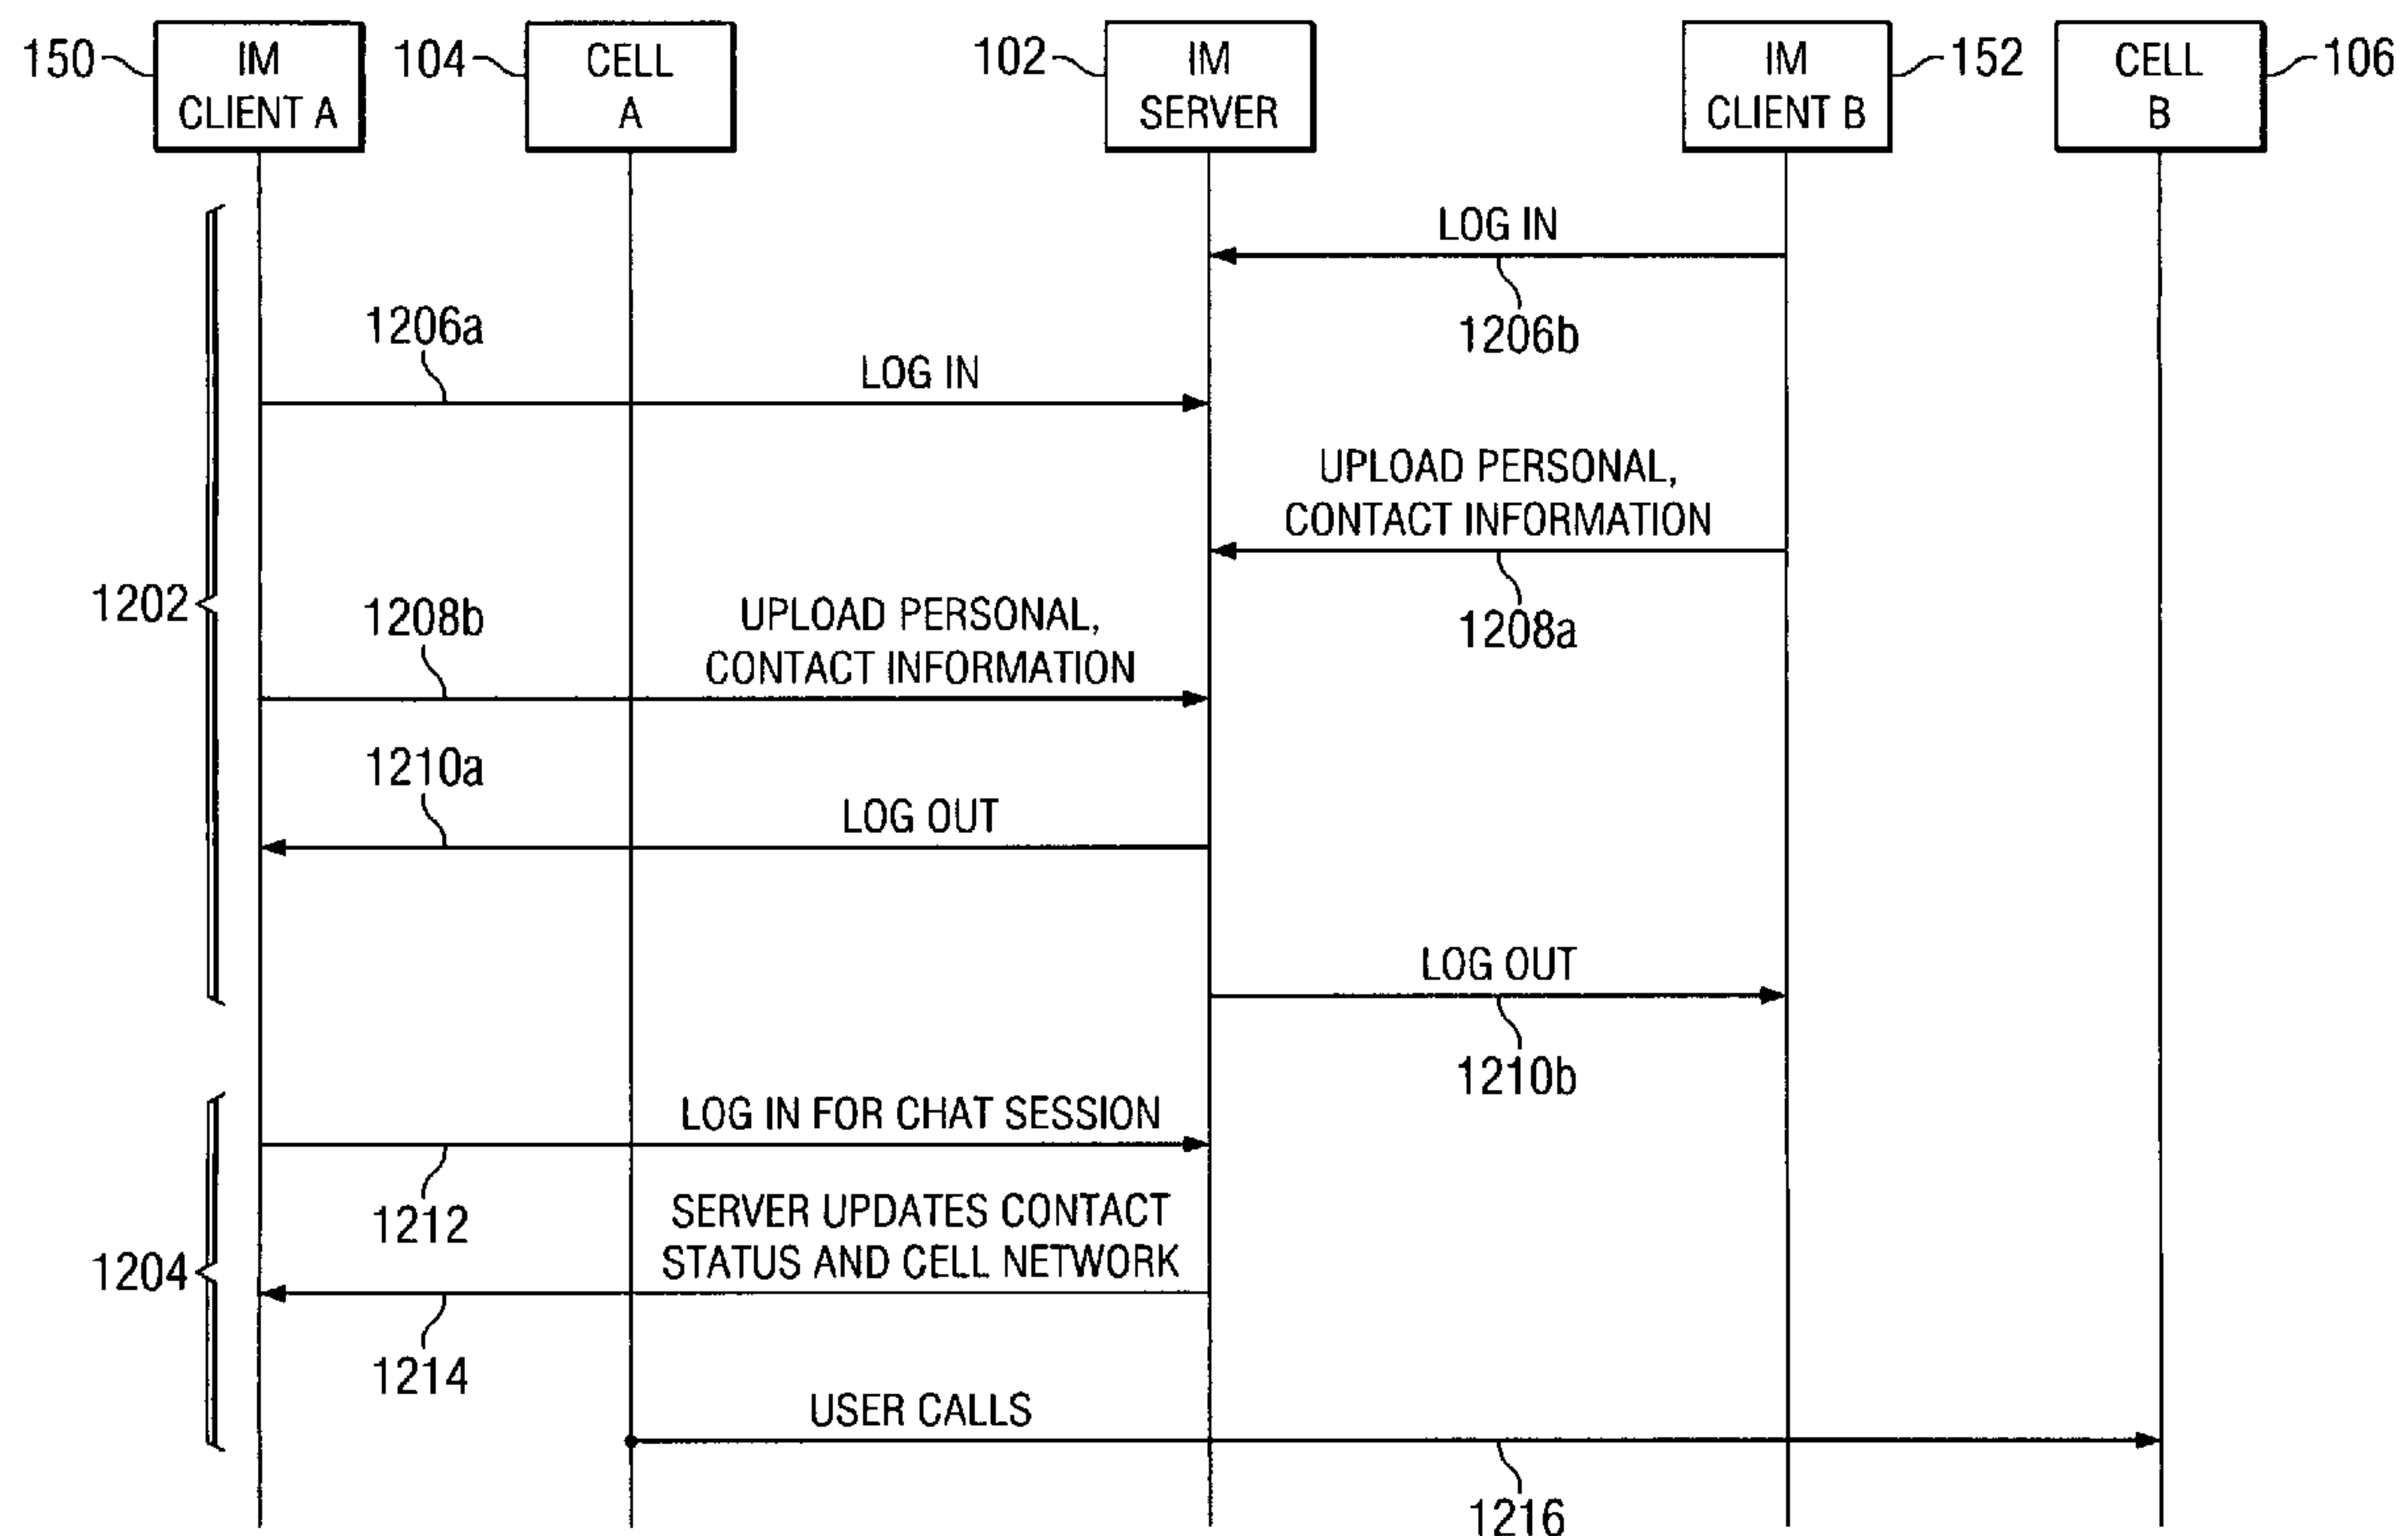 150
IM
CLIENT A
104
CELL
A
102
IM
SERVER
IM
CLIENT B
152
CELL
B
106
LOG IN
1206b
1206a
LOG IN
UPLOAD PERSONAL,
CONTACT INFORMATION
1208a
1202
1208b
UPLOAD PERSONAL,
CONTACT INFORMATION
1210a
LOG OUT
LOG OUT
1210b
LOG IN FOR CHAT SESSION
1212
SERVER UPDATES CONTACT
STATUS AND CELL NETWORK
1204
1214
USER CALLS
1216